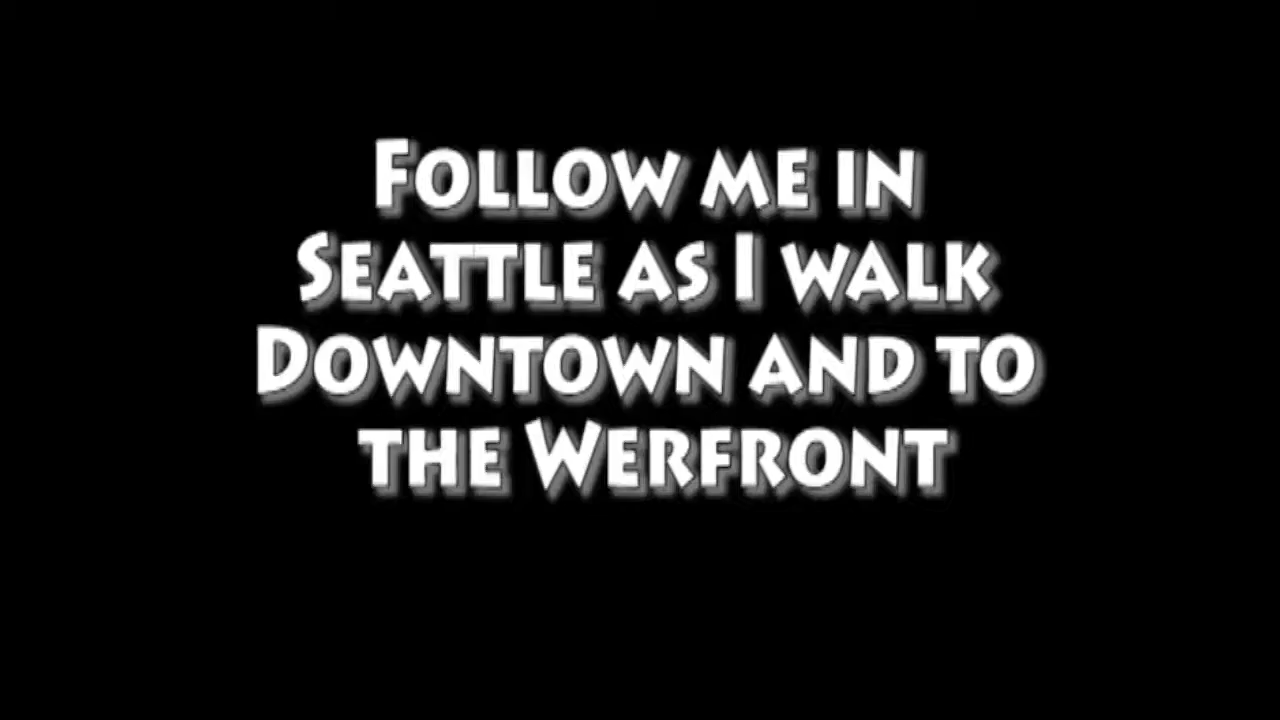 Follow me in
Seattle as I walk
Downtown and to
the Werfront